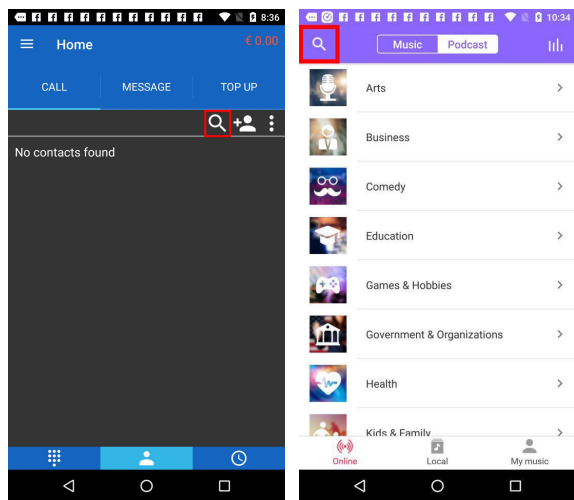 8:36
Home
€ 0.00
CALL
MESSAGE
TOP UP
No contacts found
10:34
Music
Podcast
Arts
Business
Comedy
Education
Games & Hobbies
Government & Organizations
Health
Kids & Family
Online
Local
My music